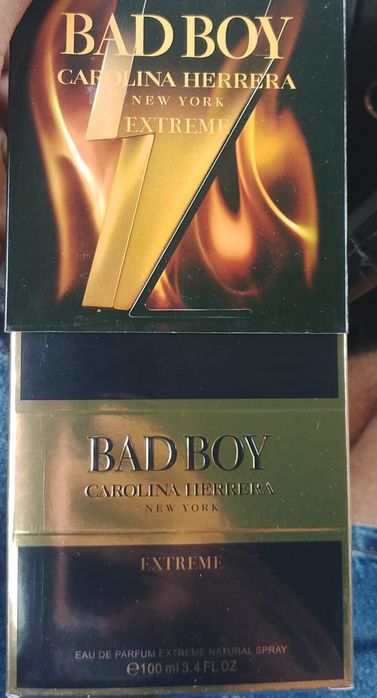 BAD BOY
CAROLINA HERRERA
NEW YORK
EXTREME
BAD BOY
CAROLINA HERRERA
NEW YORK
EXTREME
EAU DE PARFUM EXTREME NATURAL SPRAY
℮100 ml 3.4 FL OZ